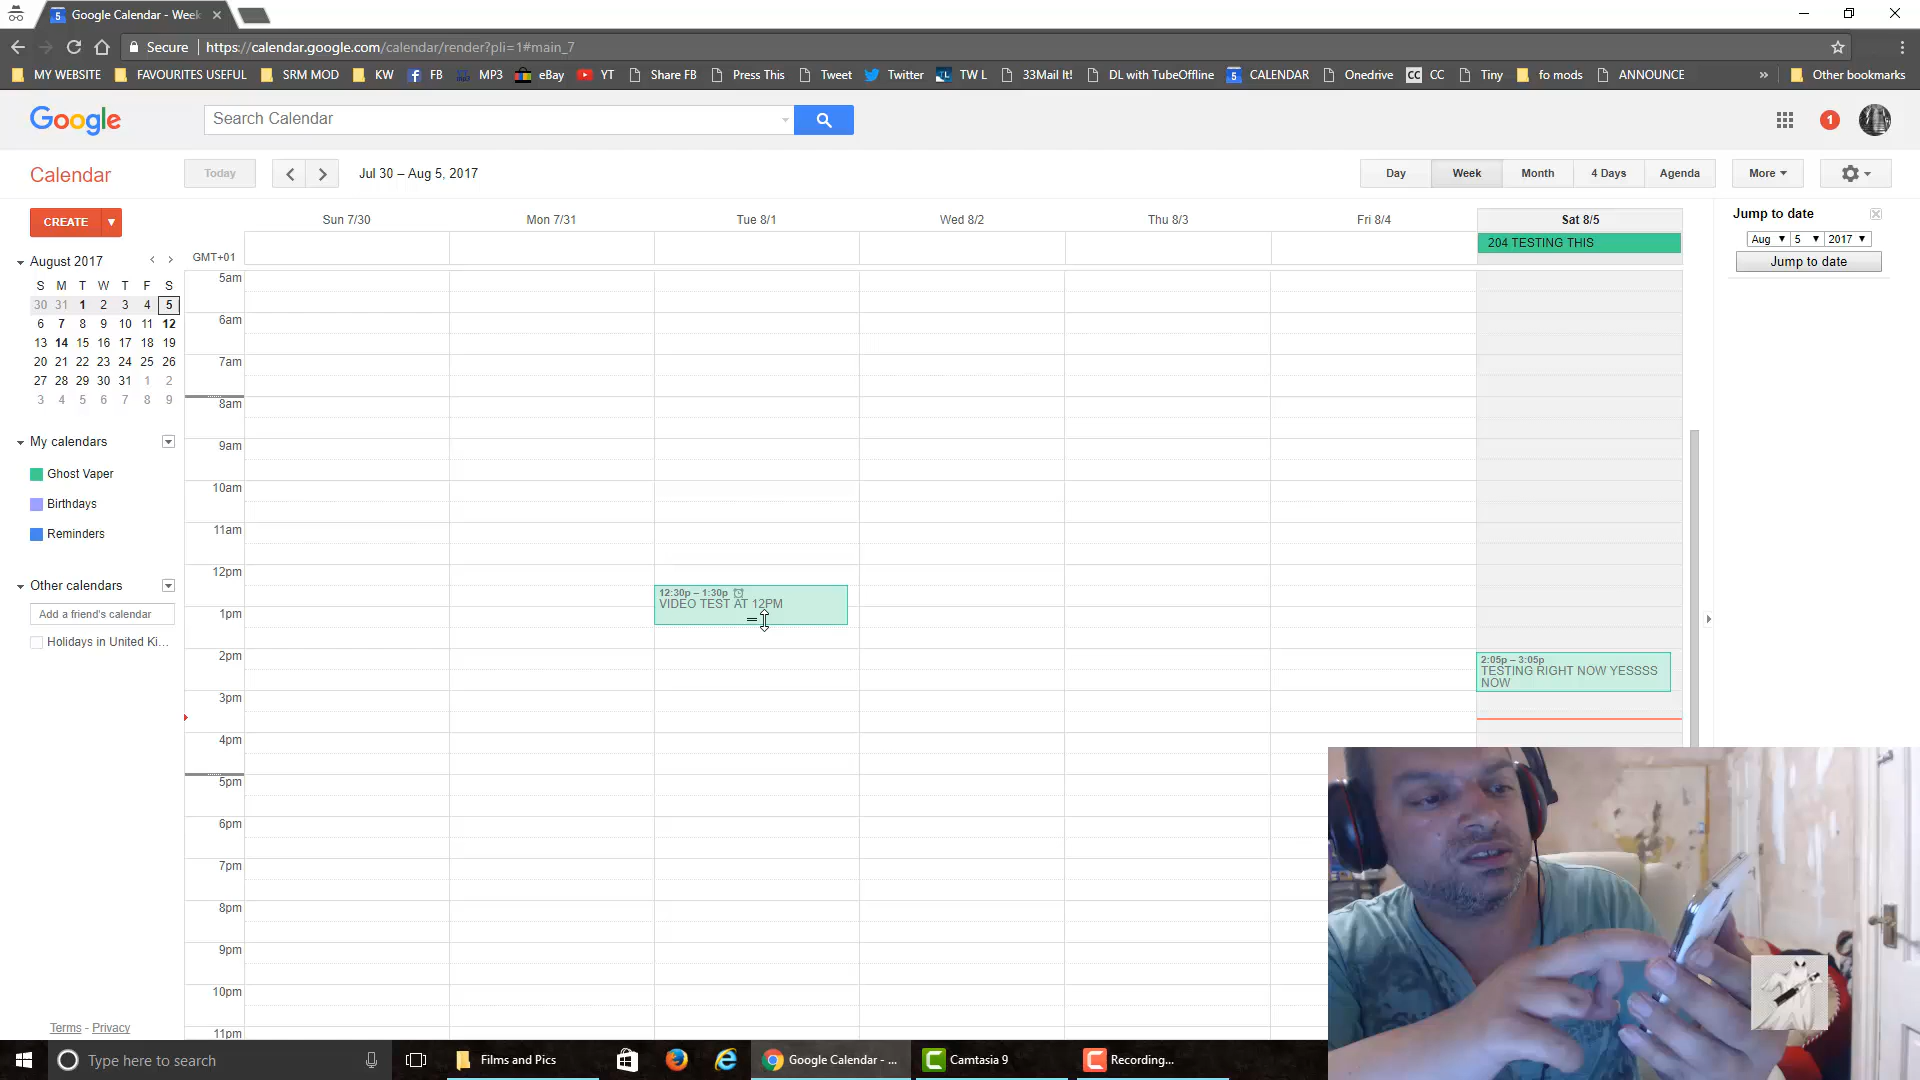 Google Calendar - Week
Secure https://calendar.google.com/calendar/render?pli=1#main_7
MY WEBSITE FAVOURITES USEFUL SRM MOD KW FB MP3 eBay YT Share FB Press This Tweet Twitter TW L 33Mail It! DL with TubeOffline CALENDAR Onedrive CC CC Tiny fo mods ANNOUNCE » Other bookmarks
Google Search Calendar 1
Calendar Today Jul 30 – Aug 5, 2017 Day Week Month 4 Days Agenda More
CREATE
Sun 7/30 Mon 7/31 Tue 8/1 Wed 8/2 Thu 8/3 Fri 8/4 Sat 8/5
Jump to date
Aug 5 2017
Jump to date
GMT+01
204 TESTING THIS
August 2017
S M T W T F S
30 31 1 2 3 4 5
6 7 8 9 10 11 12
13 14 15 16 17 18 19
20 21 22 23 24 25 26
27 28 29 30 31 1 2
3 4 5 6 7 8 9
My calendars
Ghost Vaper
Birthdays
Reminders
Other calendars
Add a friend's calendar
Holidays in United Ki...
Terms - Privacy
5am
6am
7am
8am
9am
10am
11am
12pm
1pm
2pm
3pm
4pm
5pm
6pm
7pm
8pm
9pm
10pm
11pm
12:30p – 1:30p
VIDEO TEST AT 12PM
2:05p – 3:05p
TESTING RIGHT NOW YESSSS
NOW
Type here to search Films and Pics Google Calendar - ... Camtasia 9 Recording...